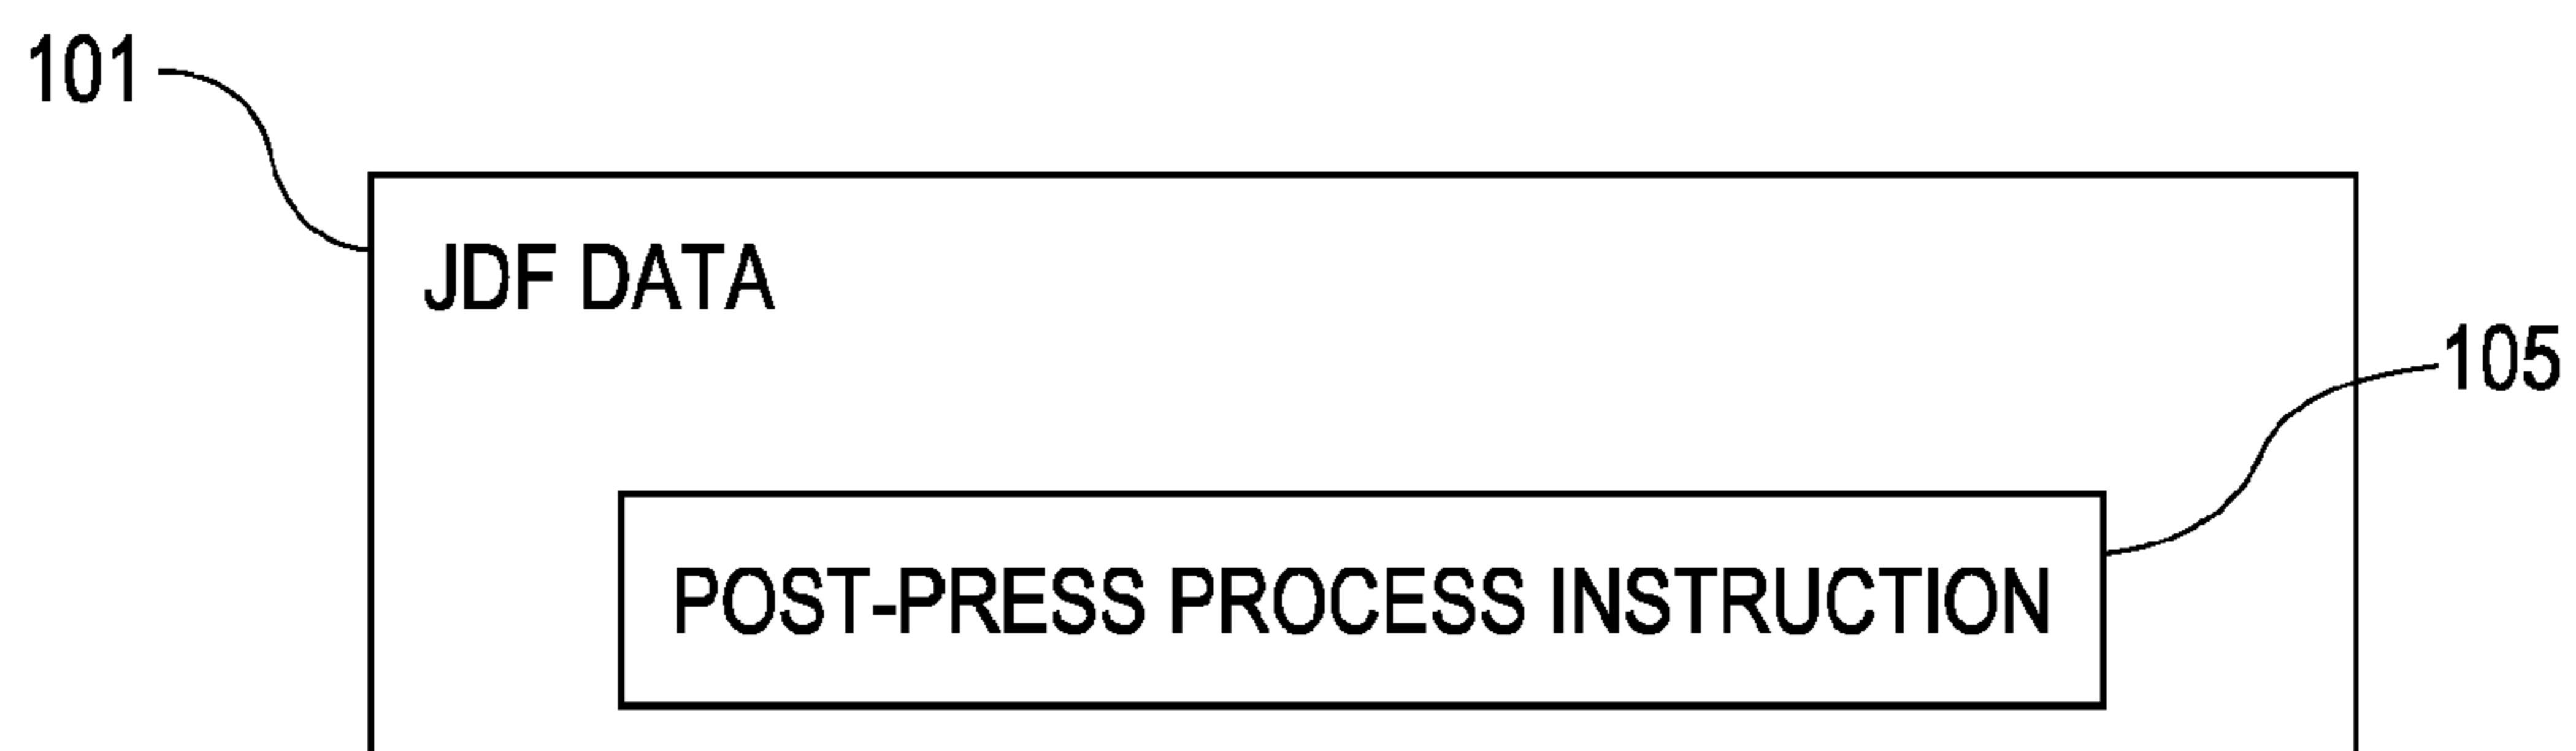 101
JDF DATA
105
POST-PRESS PROCESS INSTRUCTION